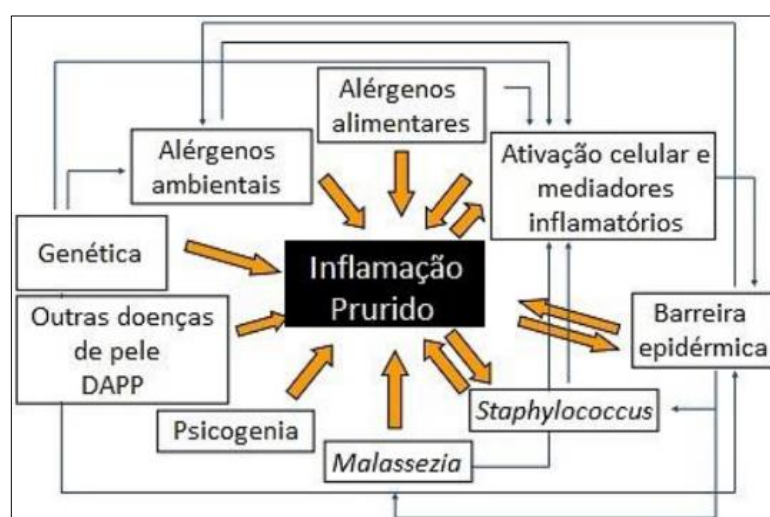 Alérgenos
alimentares
Alérgenos
ambientais
Ativação celular e
mediadores
inflamatórios
Genética
Inflamação
Prurido
Outras doenças
de pele
DAPP
Barreira
epidérmica
Psicogenia
Staphylococcus
Malassezia